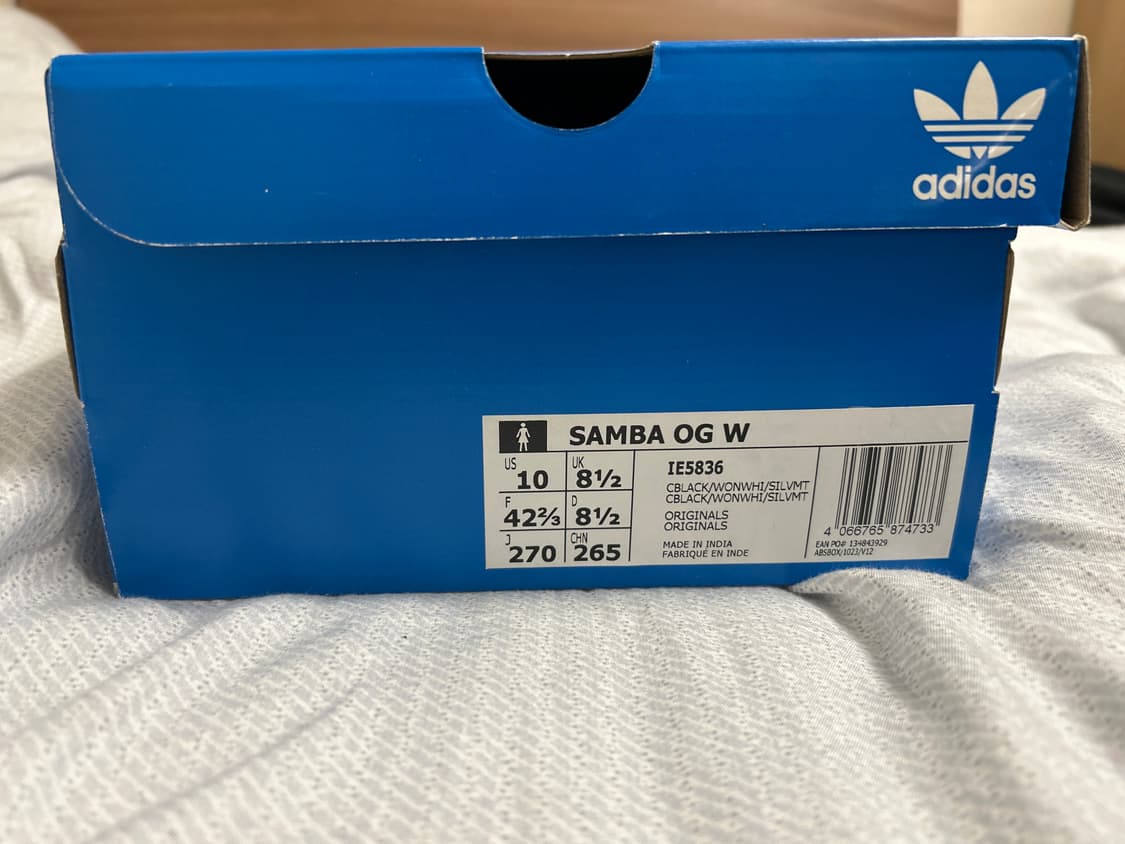 adidas
SAMBA OG W
US
10
UK
8½
F
42⅔
D
8½
J
270
CHN
265
IE5836
CBLACK/WONWHI/SILVMT
CBLACK/WONWHI/SILVMT
ORIGINALS
ORIGINALS
MADE IN INDIA
FABRIQUÉ EN INDE
4 066765 874733
EAN PO# 134843929
ABSBOX/1023/V12